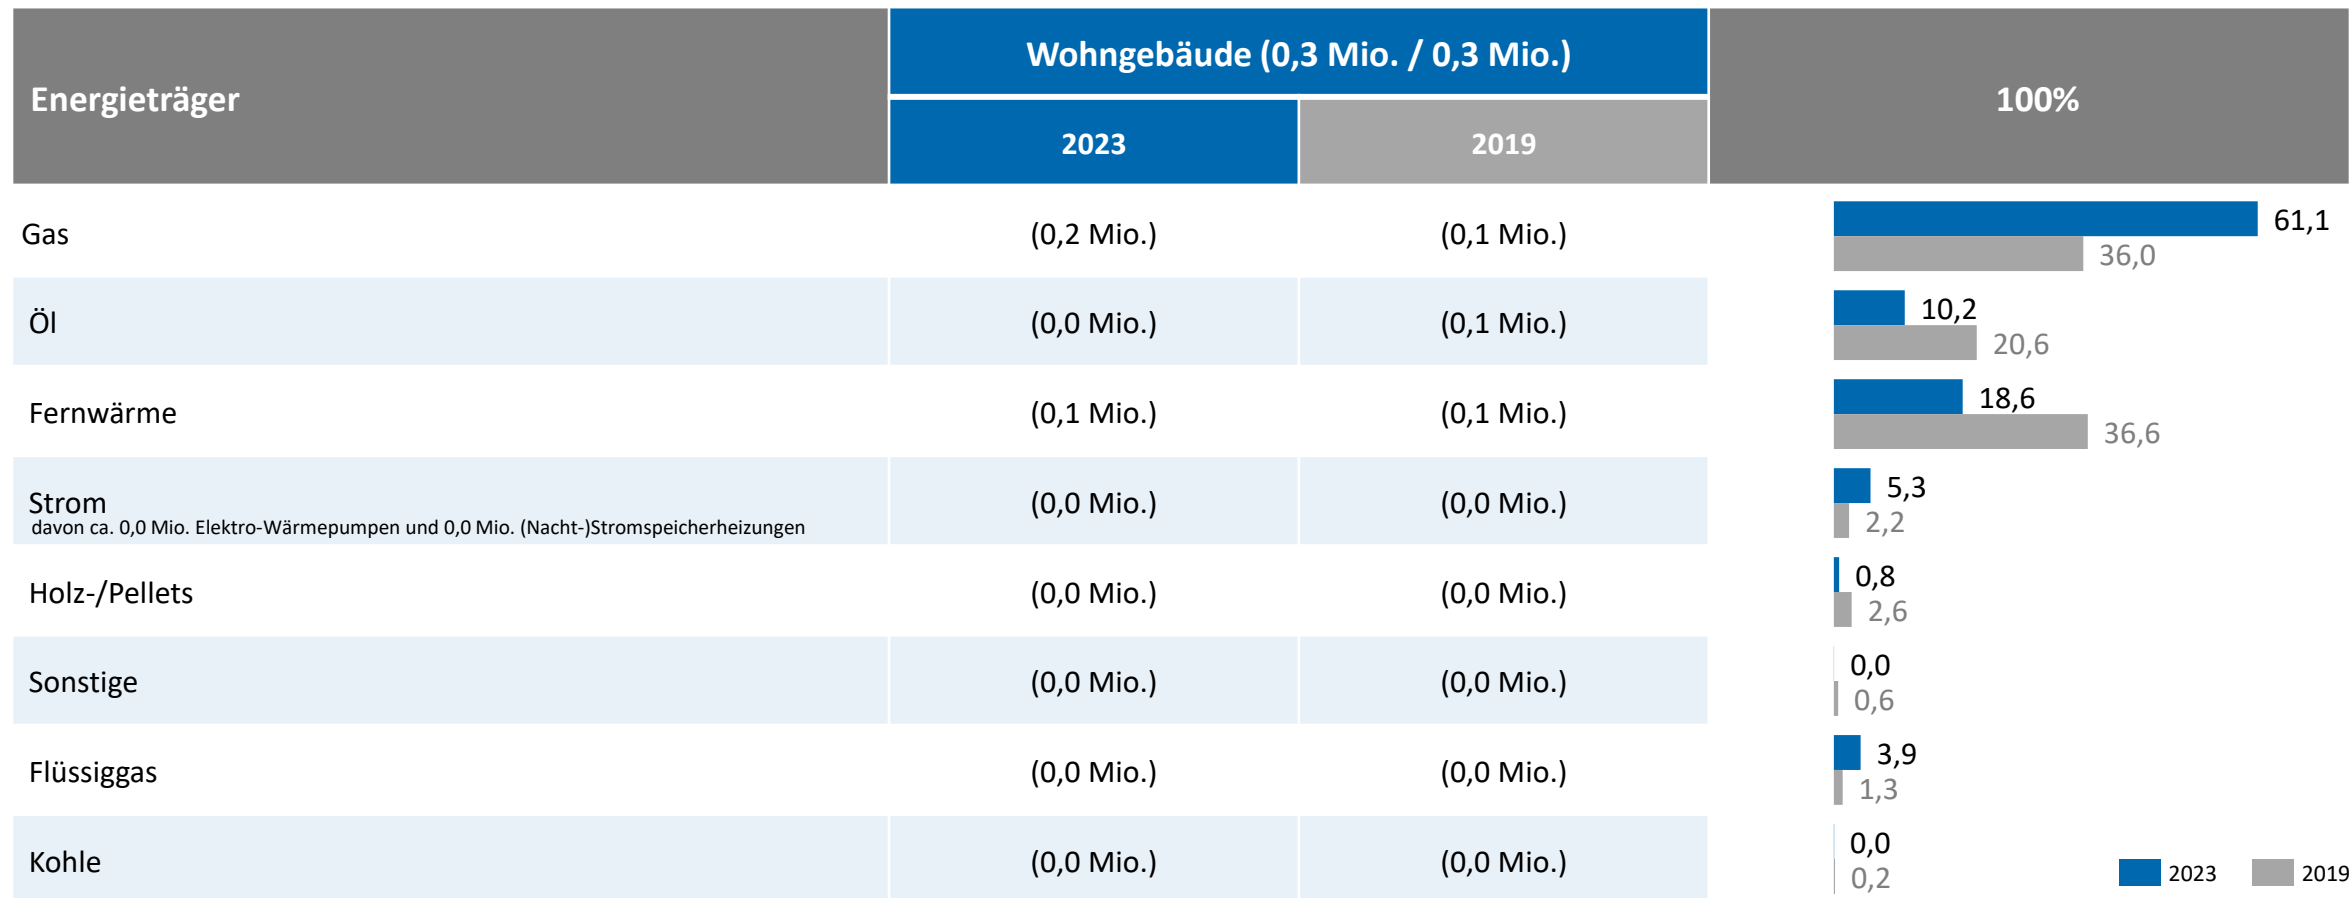 Energieträger
Wohngebäude (0,3 Mio. / 0,3 Mio.)
100%
2023
2019
Gas
(0,2 Mio.)
(0,1 Mio.)
61,1
36,0
Öl
(0,0 Mio.)
(0,1 Mio.)
10,2
20,6
Fernwärme
(0,1 Mio.)
(0,1 Mio.)
18,6
36,6
Strom
davon ca. 0,0 Mio. Elektro-Wärmepumpen und 0,0 Mio. (Nacht-)Stromspeicherheizungen
(0,0 Mio.)
(0,0 Mio.)
5,3
2,2
Holz-/Pellets
(0,0 Mio.)
(0,0 Mio.)
0,8
2,6
Sonstige
(0,0 Mio.)
(0,0 Mio.)
0,0
0,6
Flüssiggas
(0,0 Mio.)
(0,0 Mio.)
3,9
1,3
Kohle
(0,0 Mio.)
(0,0 Mio.)
0,0
0,2
2023
2019